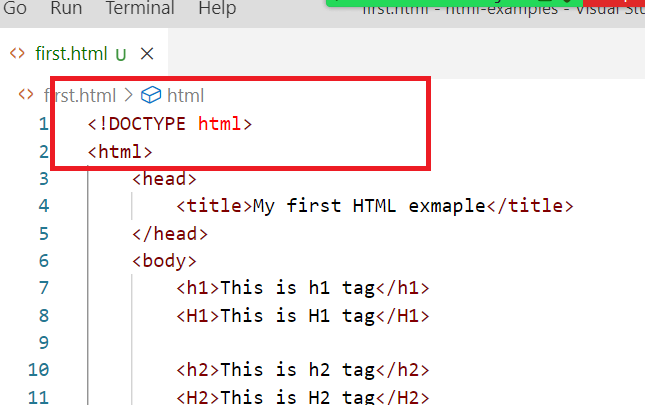 Go Run Terminal Help first.html - html-examples - Visual Stu
<> first.html U ×
<> first.html > html
1 <!DOCTYPE html>
2 <html>
3 <head>
4 <title>My first HTML exmaple</title>
5 </head>
6 <body>
7 <h1>This is h1 tag</h1>
8 <H1>This is H1 tag</H1>
9
10 <h2>This is h2 tag</h2>
11 <H2>This is H2 tag</H2>